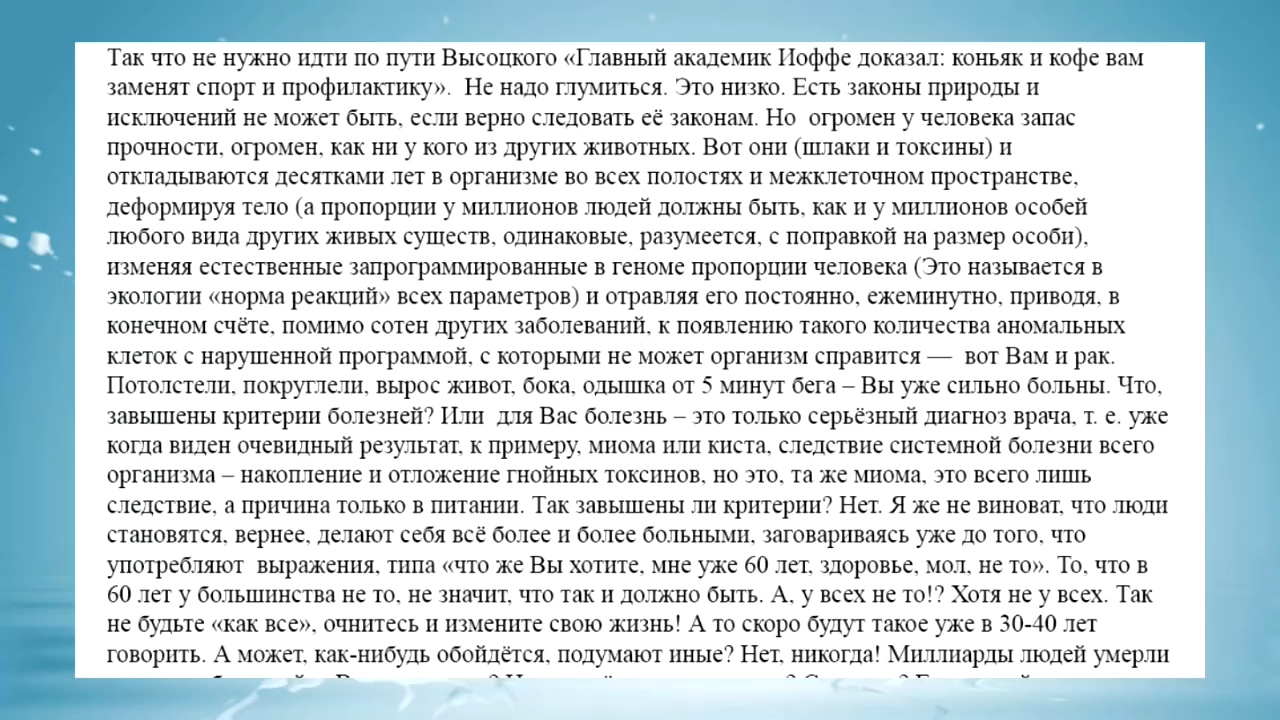 Так что не нужно идти по пути Высоцкого «Главный академик Иоффе доказал: коньяк и кофе вам
заменят спорт и профилактику».  Не надо глумиться. Это низко. Есть законы природы и
исключений не может быть, если верно следовать её законам. Но  огромен у человека запас
прочности, огромен, как ни у кого из других животных. Вот они (шлаки и токсины) и
откладываются десятками лет в организме во всех полостях и межклеточном пространстве,
деформируя тело (а пропорции у миллионов людей должны быть, как и у миллионов особей
любого вида других живых существ, одинаковые, разумеется, с поправкой на размер особи),
изменяя естественные запрограммированные в геноме пропорции человека (Это называется в
экологии «норма реакций» всех параметров) и отравляя его постоянно, ежеминутно, приводя, в
конечном счёте, помимо сотен других заболеваний, к появлению такого количества аномальных
клеток с нарушенной программой, с которыми не может организм справится —  вот Вам и рак.
Потолстели, покруглели, вырос живот, бока, одышка от 5 минут бега – Вы уже сильно больны. Что,
завышены критерии болезней? Или  для Вас болезнь – это только серьёзный диагноз врача, т. е. уже
когда виден очевидный результат, к примеру, миома или киста, следствие системной болезни всего
организма – накопление и отложение гнойных токсинов, но это, та же миома, это всего лишь
следствие, а причина только в питании. Так завышены ли критерии? Нет. Я же не виноват, что люди
становятся, вернее, делают себя всё более и более больными, заговариваясь уже до того, что
употребляют  выражения, типа «что же Вы хотите, мне уже 60 лет, здоровье, мол, не то». То, что в
60 лет у большинства не то, не значит, что так и должно быть. А, у всех не то!? Хотя не у всех. Так
не будьте «как все», очнитесь и измените свою жизнь! А то скоро будут такое уже в 30-40 лет
говорить. А может, как-нибудь обойдётся, подумают иные? Нет, никогда! Миллиарды людей умерли